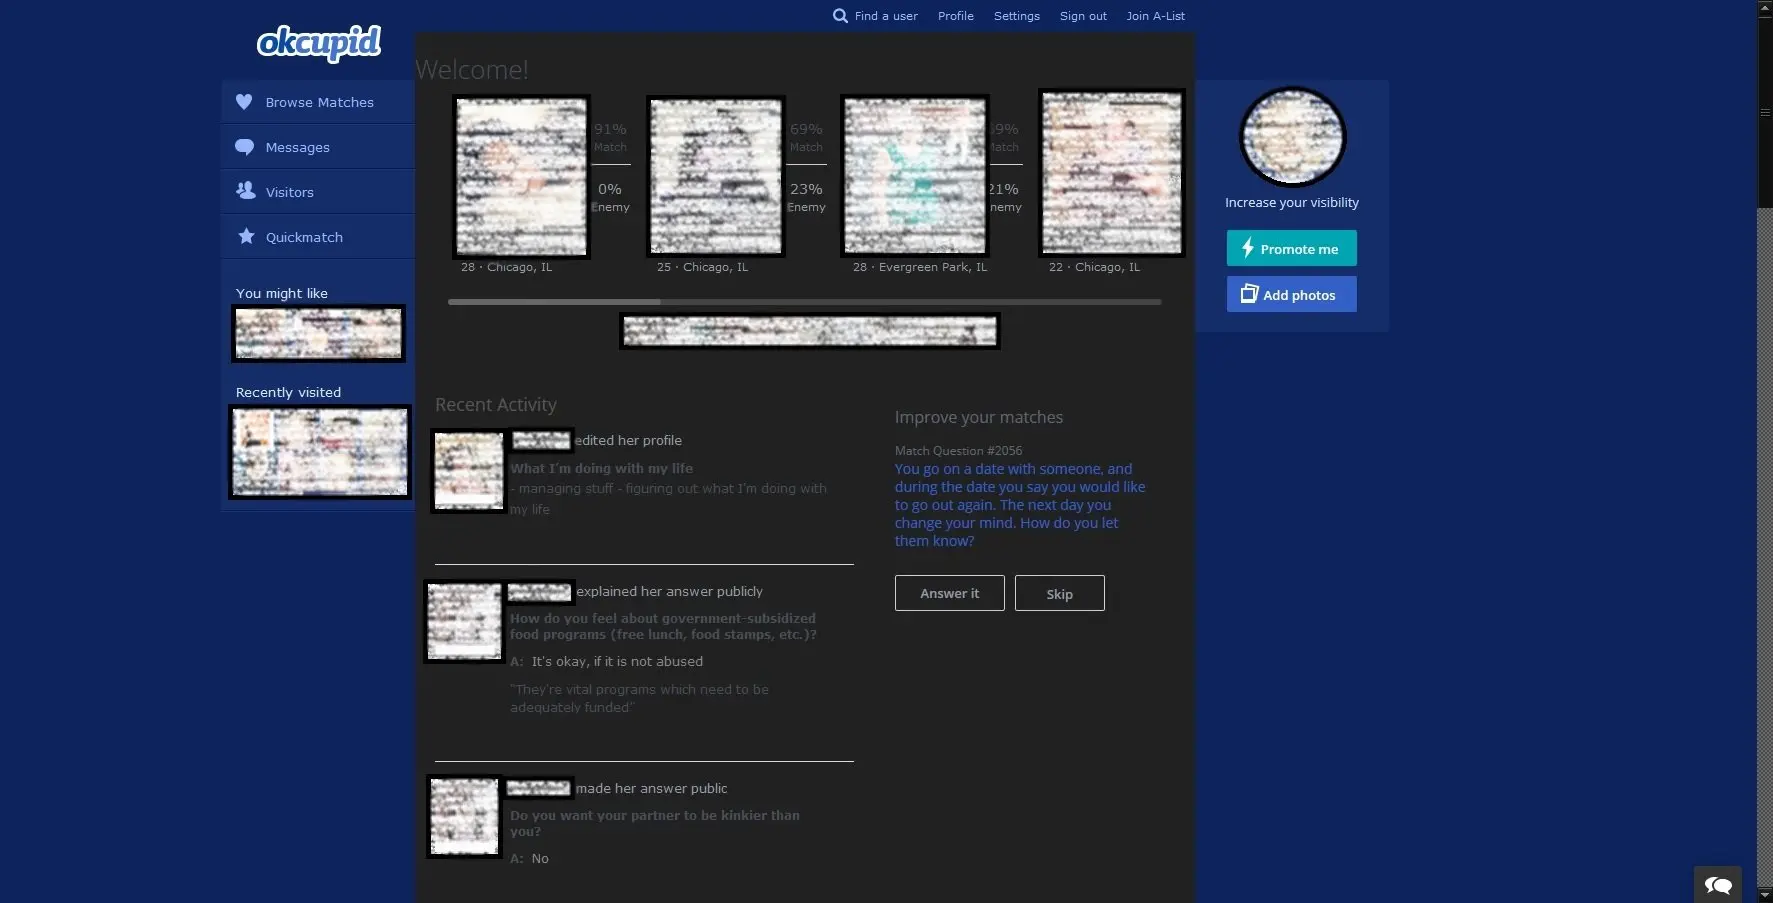 Find a user Profile Settings Sign out Join A-List
okcupid
Browse Matches
Messages
Visitors
Quickmatch
You might like
Recently visited
Welcome!
91%
Match
0%
Enemy
28 · Chicago, IL
69%
Match
23%
Enemy
25 · Chicago, IL
9%
Match
21%
nemy
28 · Evergreen Park, IL
22 · Chicago, IL
Recent Activity
edited her profile
What I'm doing with my life
- managing stuff - figuring out what I'm doing with
my life
explained her answer publicly
How do you feel about government-subsidized
food programs (free lunch, food stamps, etc.)?
A: It's okay, if it is not abused
"They're vital programs which need to be
adequately funded"
made her answer public
Do you want your partner to be kinkier than
you?
A: No
Improve your matches
Match Question #2056
You go on a date with someone, and
during the date you say you would like
to go out again. The next day you
change your mind. How do you let
them know?
Answer it
Skip
Increase your visibility
Promote me
Add photos